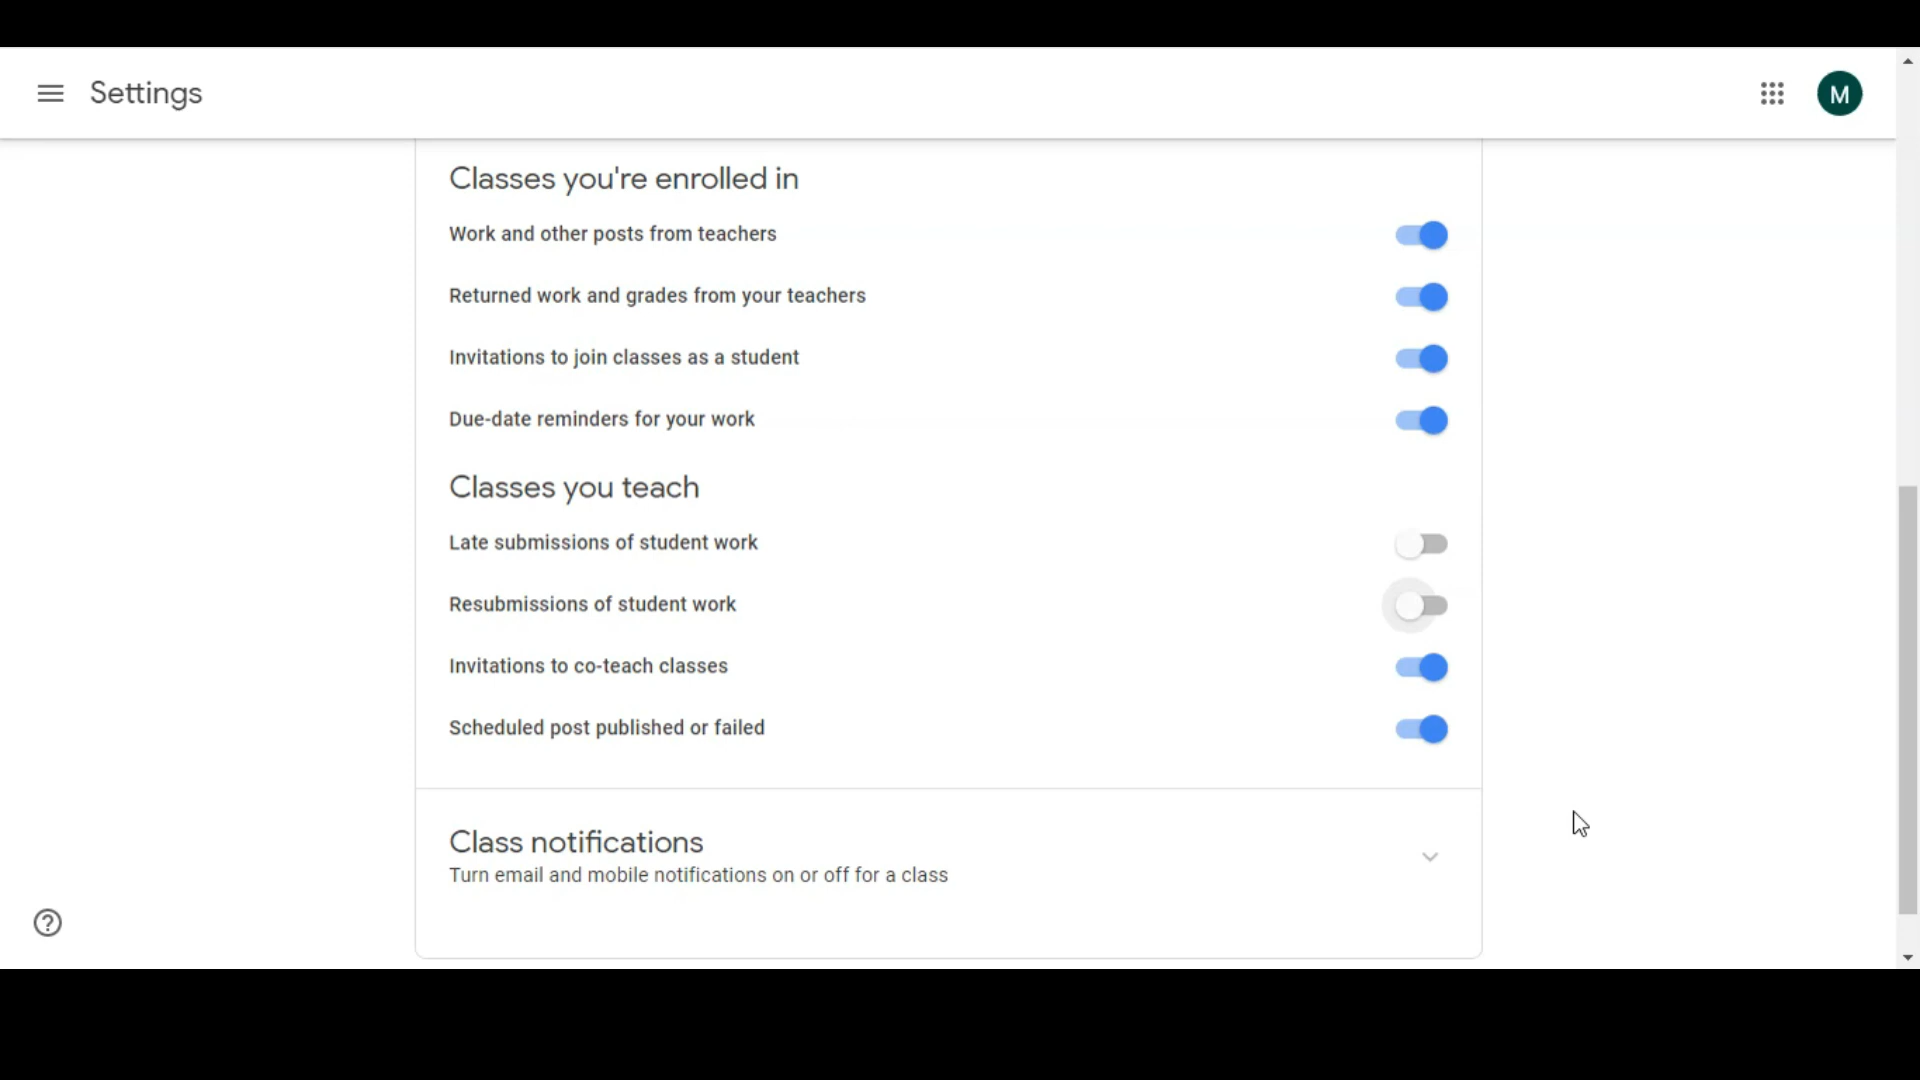 Settings
M
Classes you're enrolled in
Work and other posts from teachers
Returned work and grades from your teachers
Invitations to join classes as a student
Due-date reminders for your work
Classes you teach
Late submissions of student work
Resubmissions of student work
Invitations to co-teach classes
Scheduled post published or failed
Class notifications
Turn email and mobile notifications on or off for a class
?